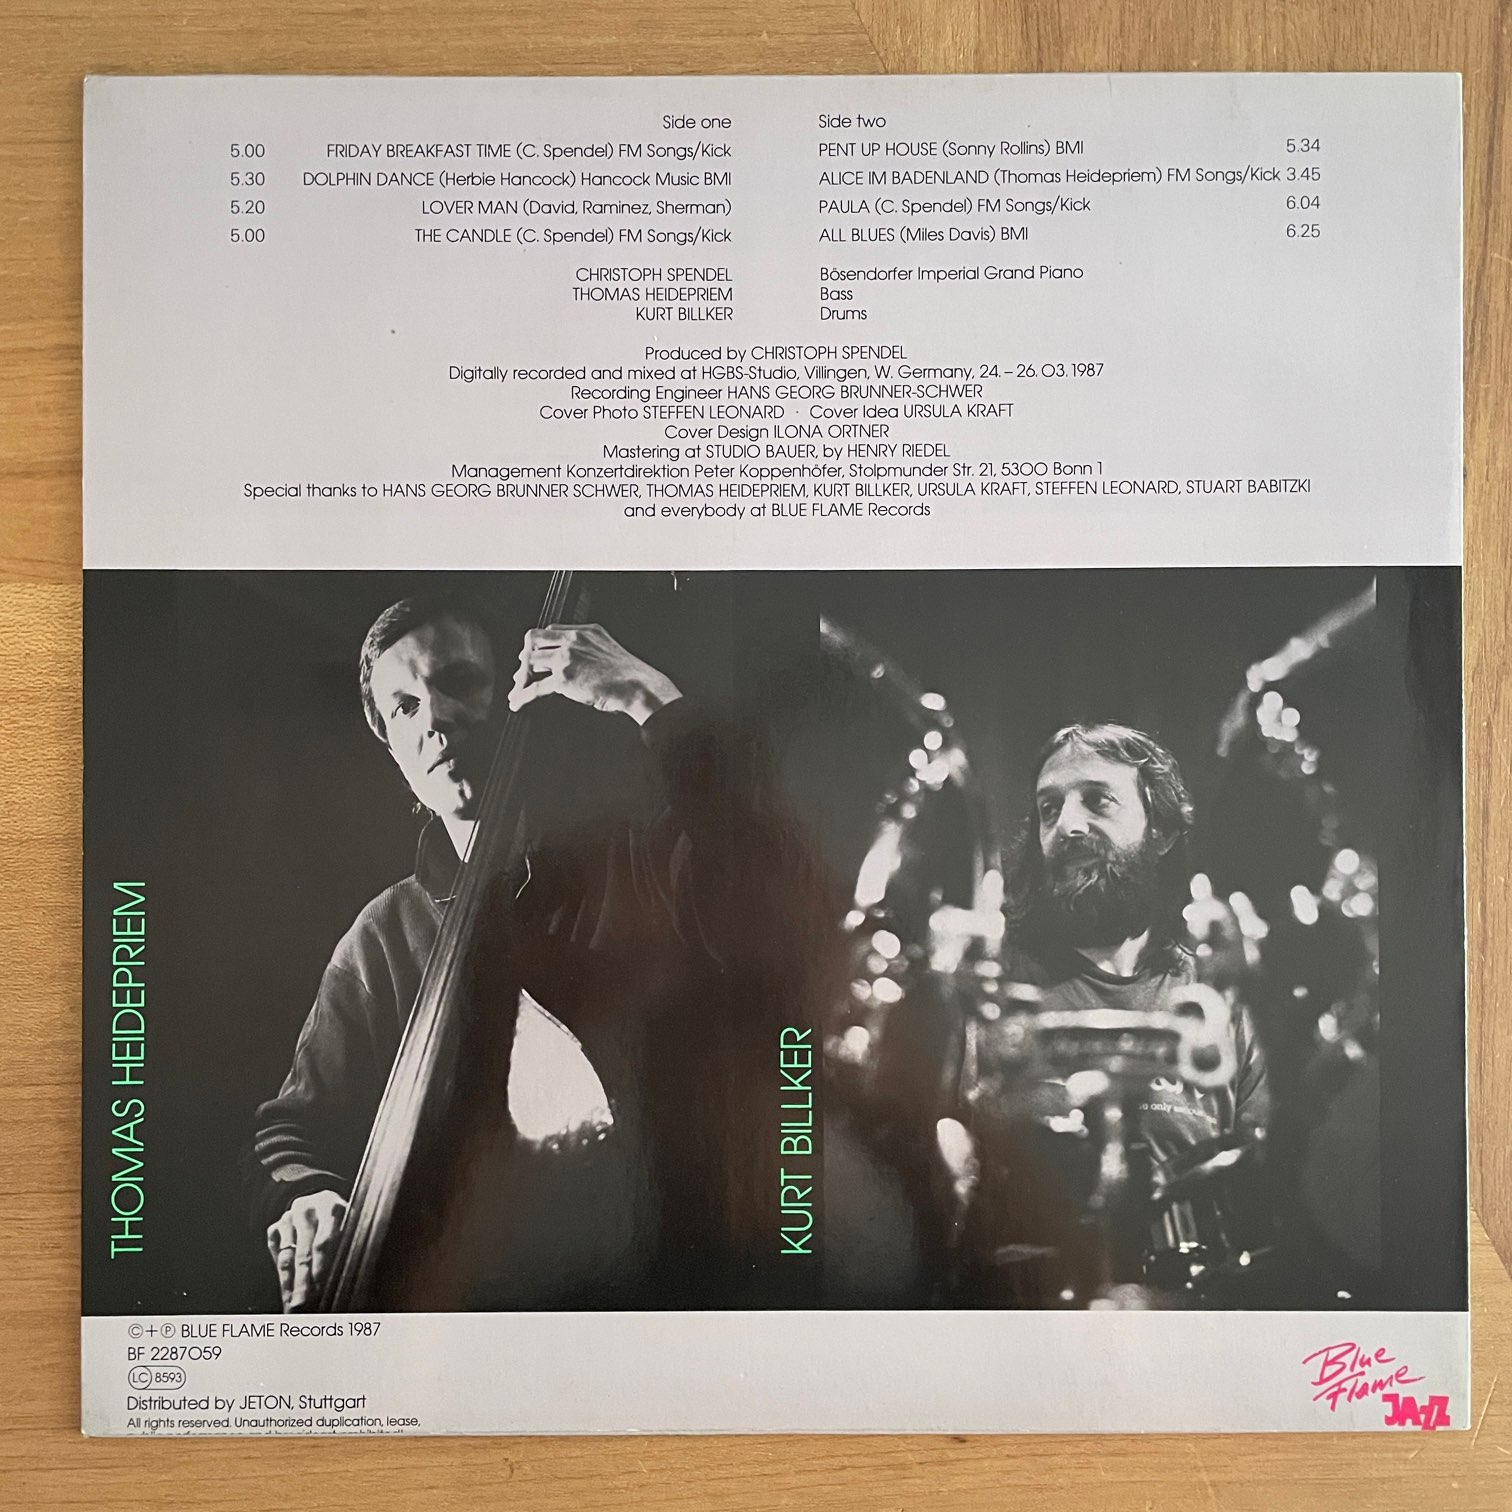 Side one
5.00 FRIDAY BREAKFAST TIME (C. Spendel) FM Songs/Kick
5.30 DOLPHIN DANCE (Herbie Hancock) Hancock Music BMI
5.20 LOVER MAN (David, Raminez, Sherman)
5.00 THE CANDLE (C. Spendel) FM Songs/Kick
Side two
PENT UP HOUSE (Sonny Rollins) BMI 5.34
ALICE IM BADENLAND (Thomas Heidepriem) FM Songs/Kick 3.45
PAULA (C. Spendel) FM Songs/Kick 6.04
ALL BLUES (Miles Davis) BMI 6.25
CHRISTOPH SPENDEL Bösendorfer Imperial Grand Piano
THOMAS HEIDEPRIEM Bass
KURT BILLKER Drums
Produced by CHRISTOPH SPENDEL
Digitally recorded and mixed at HGBS-Studio, Villingen, W. Germany, 24.–26.03.1987
Recording Engineer HANS GEORG BRUNNER-SCHWER
Cover Photo STEFFEN LEONARD · Cover Idea URSULA KRAFT
Cover Design ILONA ORTNER
Mastering at STUDIO BAUER, by HENRY RIEDEL
Management Konzertdirektion Peter Koppenhöfer, Stolpmunder Str. 21, 5300 Bonn 1
Special thanks to HANS GEORG BRUNNER SCHWER, THOMAS HEIDEPRIEM, KURT BILLKER, URSULA KRAFT, STEFFEN LEONARD, STUART BABITZKI
and everybody at BLUE FLAME Records
THOMAS HEIDEPRIEM
KURT BILLKER
only
©+℗ BLUE FLAME Records 1987
BF 2287059
LC 8593
Distributed by JETON, Stuttgart
All rights reserved. Unauthorized duplication, lease,
Blue
Flame
JAZZ